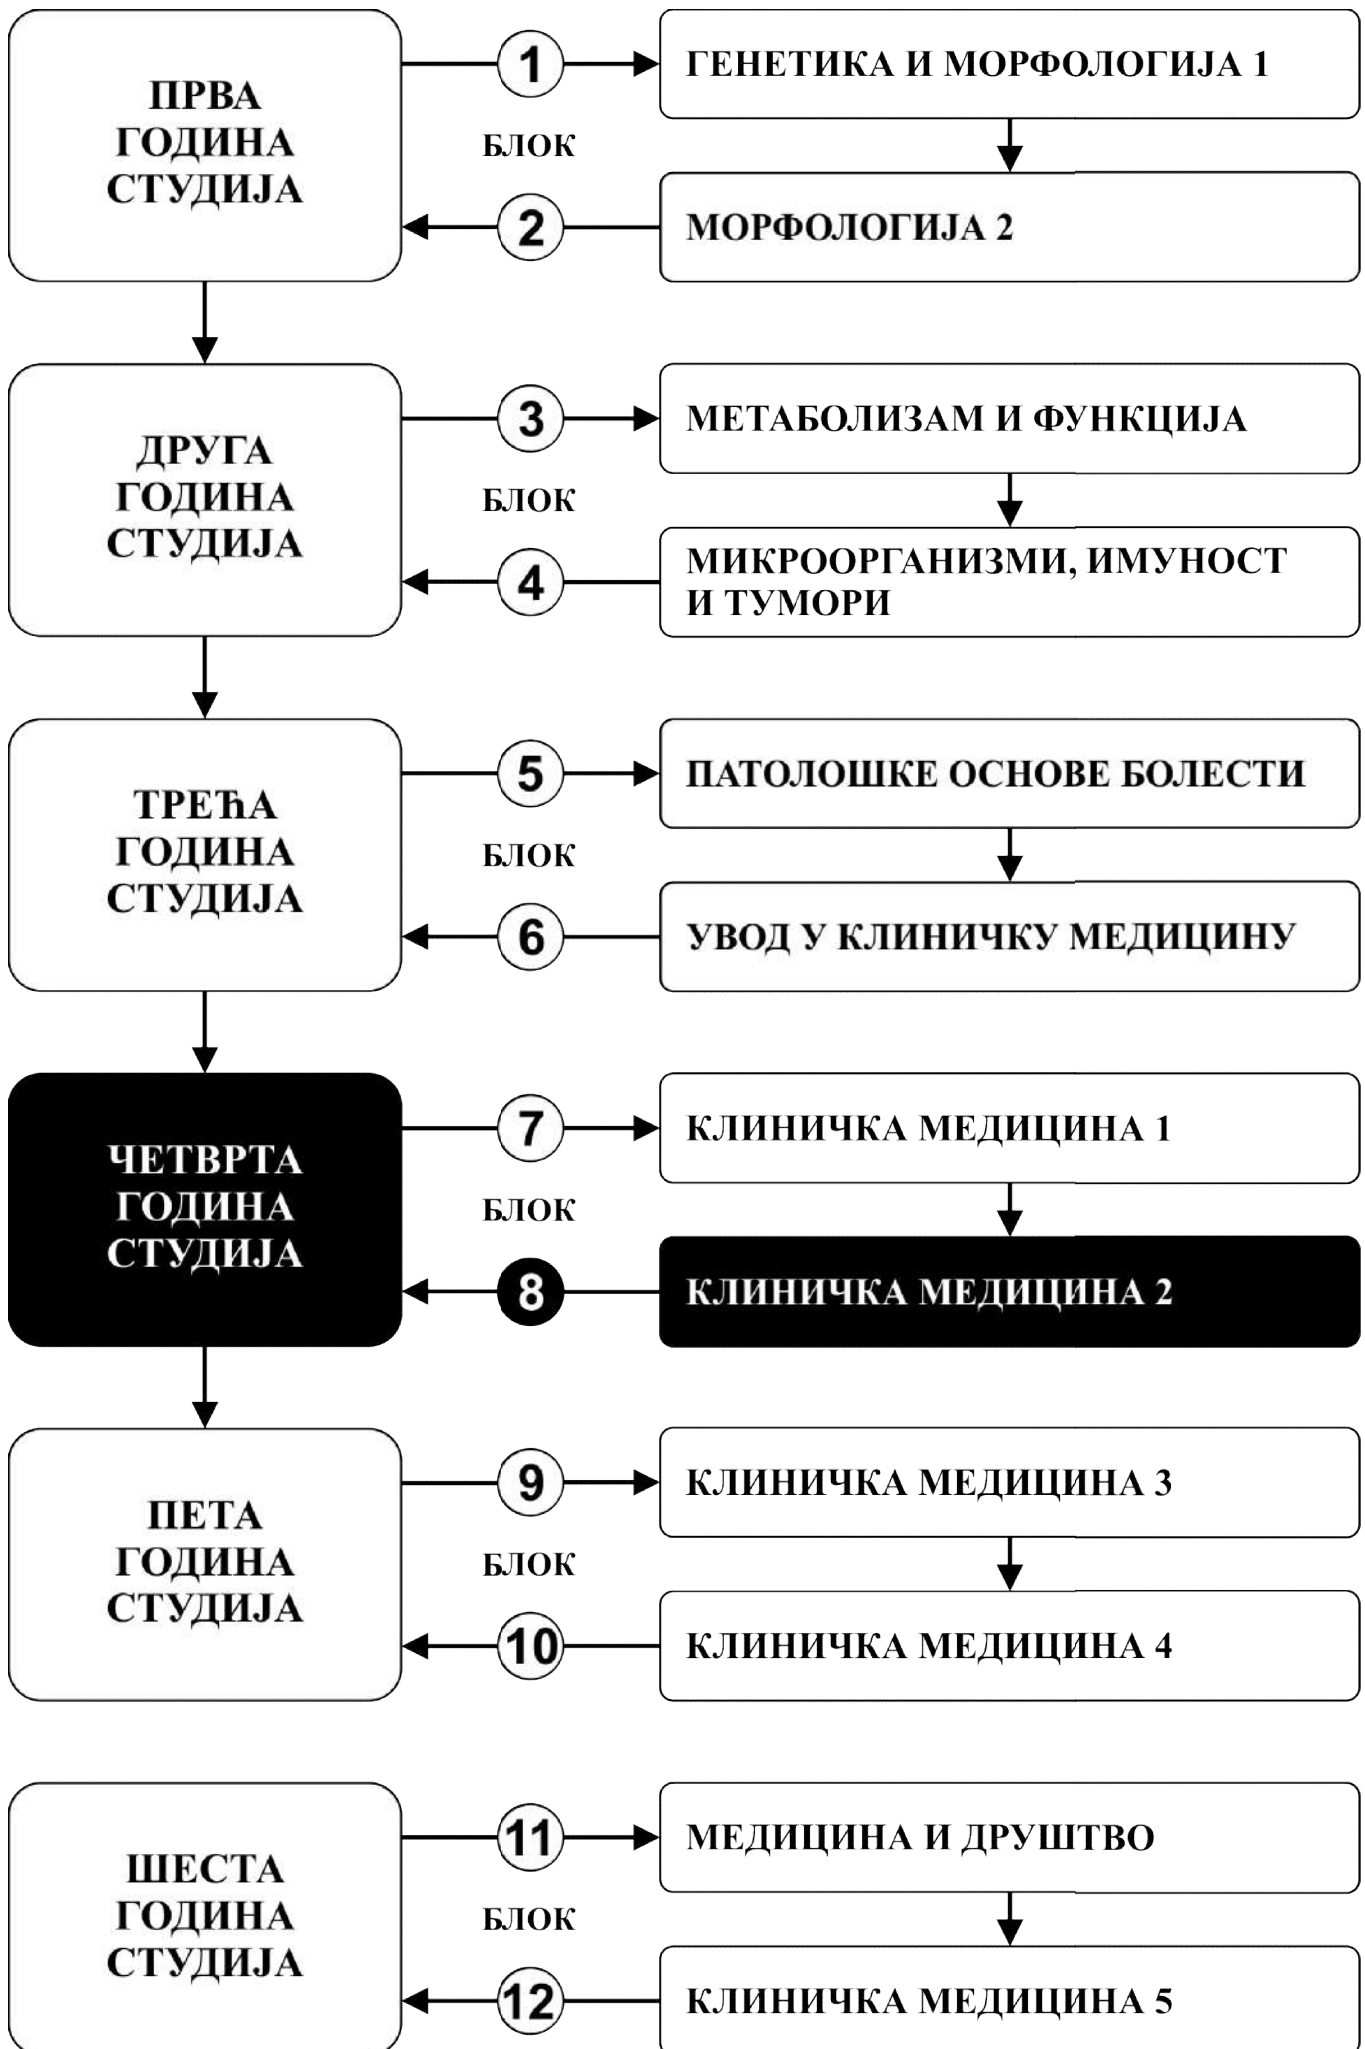 ПРВА
ГОДИНА
СТУДИЈА
1
ГЕНЕТИКА И МОРФОЛОГИЈА 1
БЛОК
2
МОРФОЛОГИЈА 2
ДРУГА
ГОДИНА
СТУДИЈА
3
МЕТАБОЛИЗАМ И ФУНКЦИЈА
БЛОК
4
МИКРООРГАНИЗМИ, ИМУНОСТ
И ТУМОРИ
ТРЕЋА
ГОДИНА
СТУДИЈА
5
ПАТОЛОШКЕ ОСНОВЕ БОЛЕСТИ
БЛОК
6
УВОД У КЛИНИЧКУ МЕДИЦИНУ
ЧЕТВРТА
ГОДИНА
СТУДИЈА
7
КЛИНИЧКА МЕДИЦИНА 1
БЛОК
8
КЛИНИЧКА МЕДИЦИНА 2
ПЕТА
ГОДИНА
СТУДИЈА
9
КЛИНИЧКА МЕДИЦИНА 3
БЛОК
10
КЛИНИЧКА МЕДИЦИНА 4
ШЕСТА
ГОДИНА
СТУДИЈА
11
МЕДИЦИНА И ДРУШТВО
БЛОК
12
КЛИНИЧКА МЕДИЦИНА 5